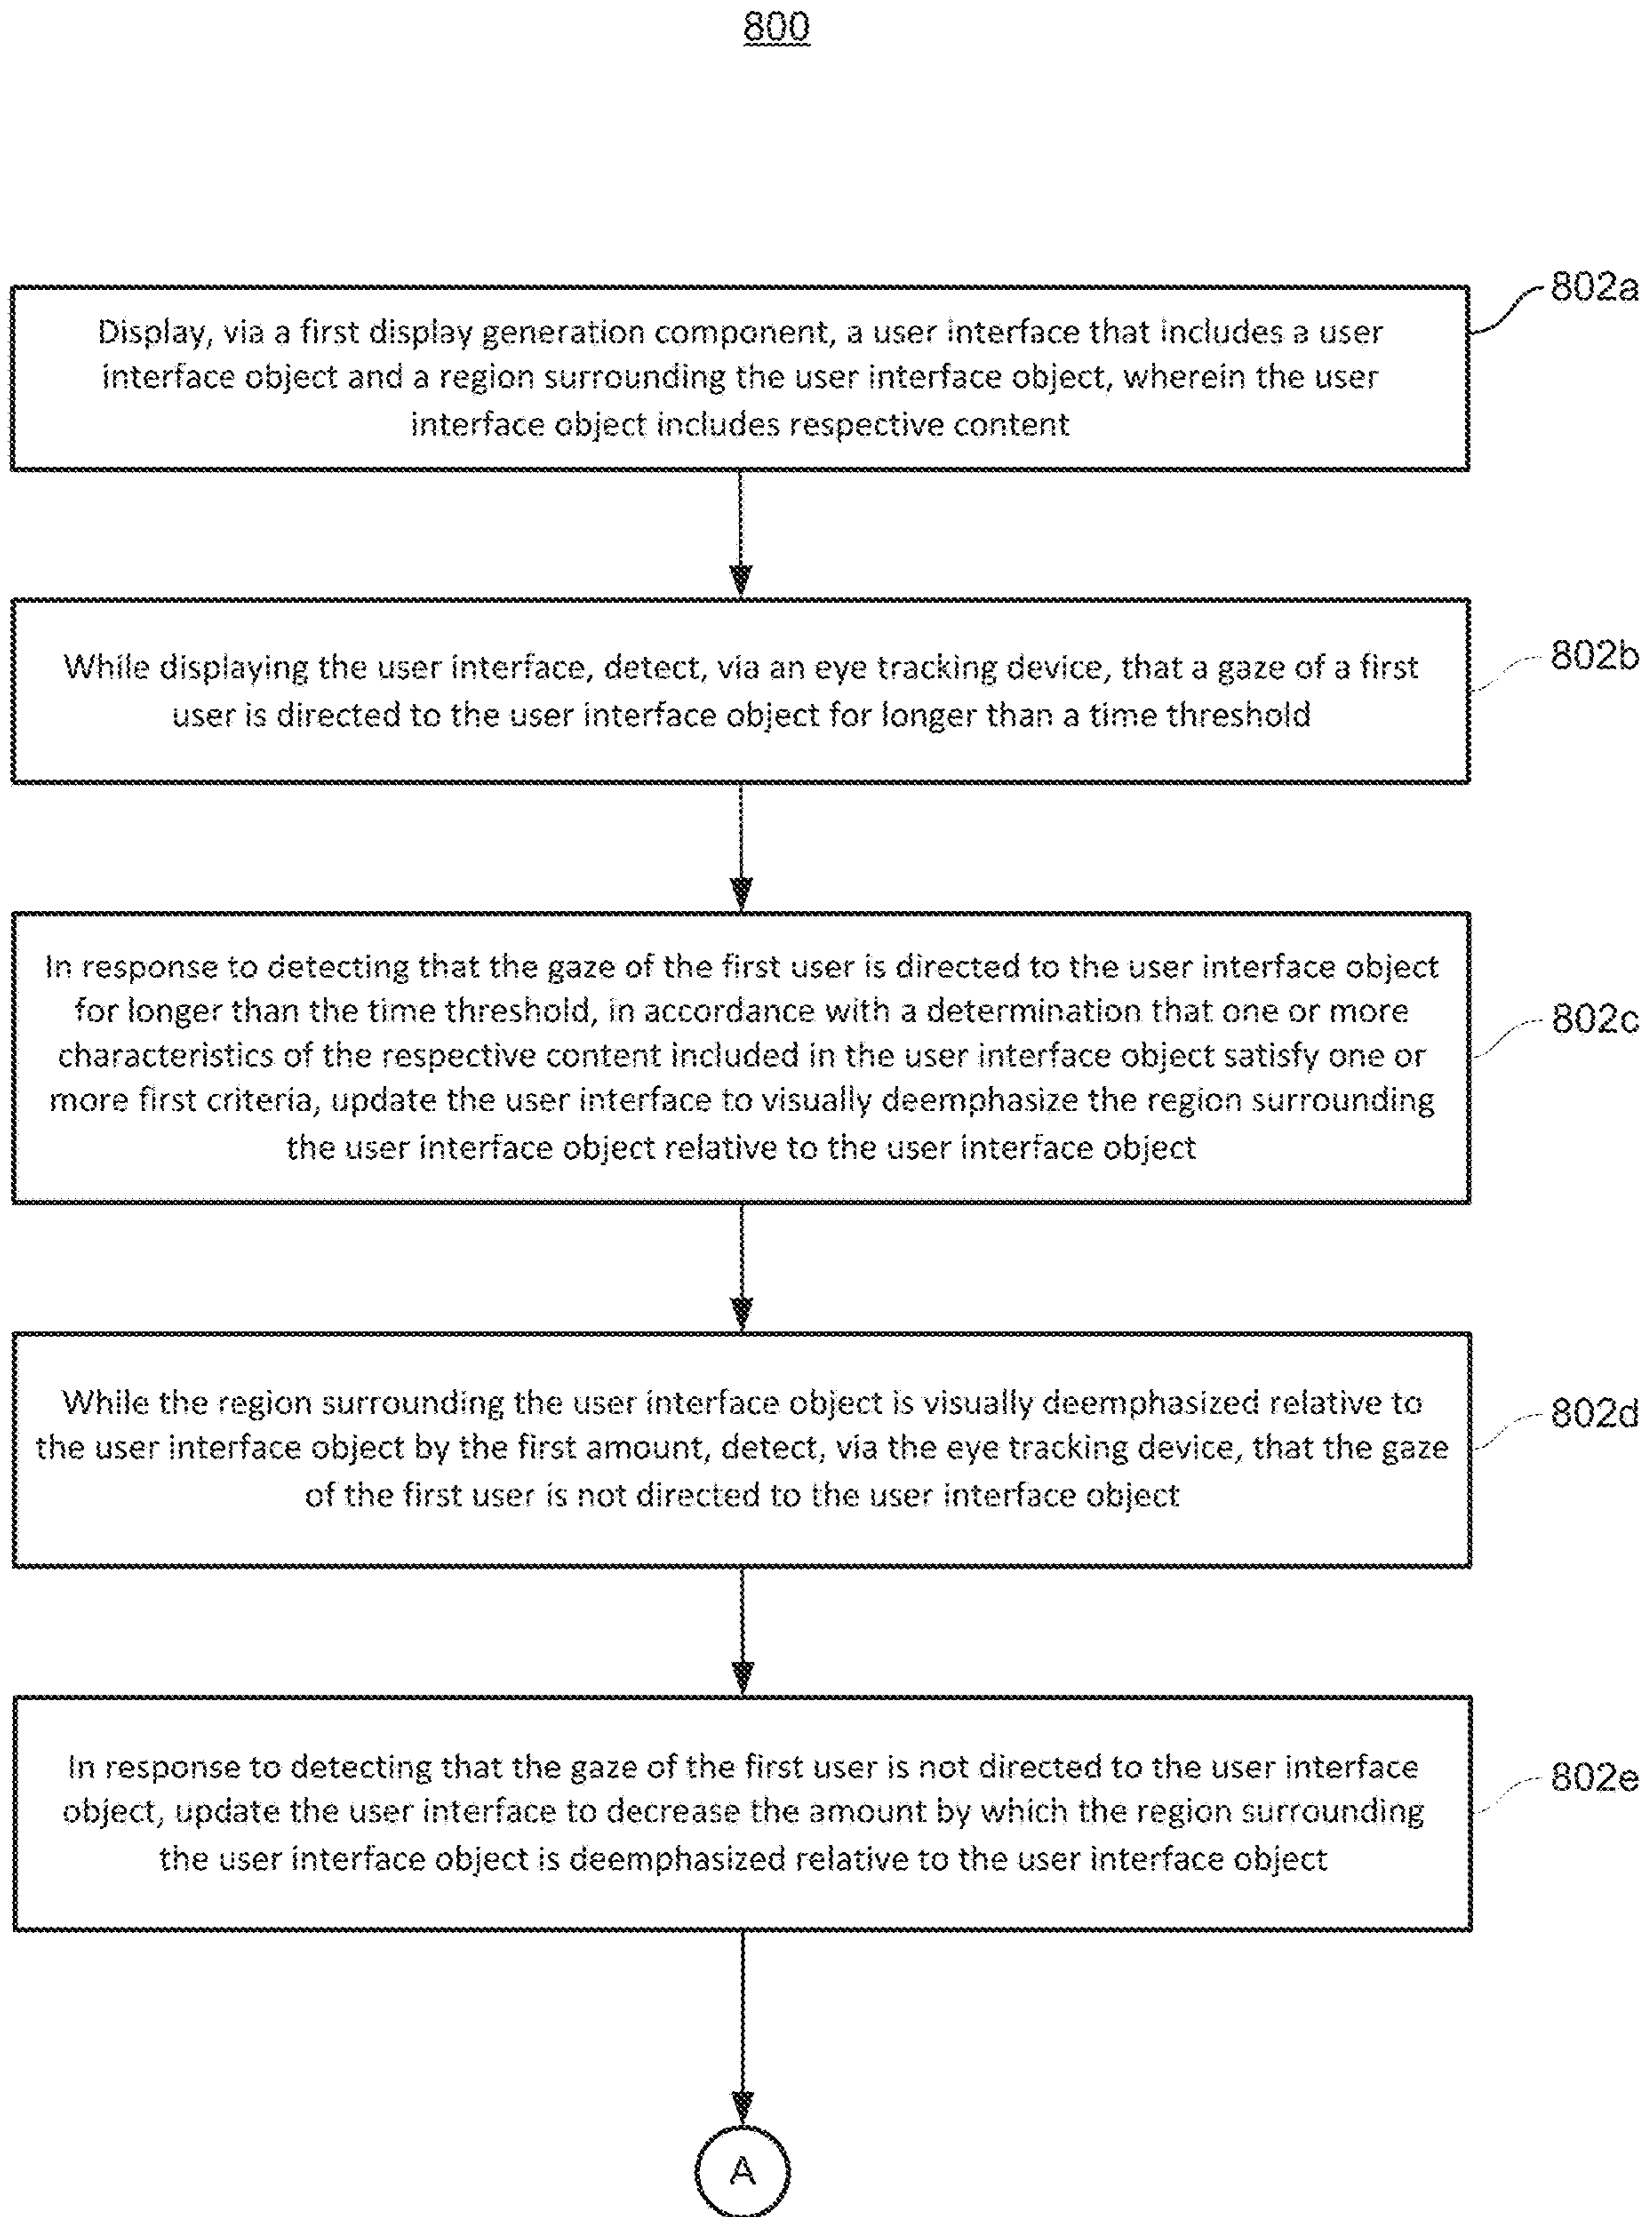 800
802a
Display, via a first display generation component, a user interface that includes a user
interface object and a region surrounding the user interface object, wherein the user
interface object includes respective content
802b
While displaying the user interface, detect, via an eye tracking device, that a gaze of a first
user is directed to the user interface object for longer than a time threshold
802c
In response to detecting that the gaze of the first user is directed to the user interface object
for longer than the time threshold, in accordance with a determination that one or more
characteristics of the respective content included in the user interface object satisfy one or
more first criteria, update the user interface to visually deemphasize the region surrounding
the user interface object relative to the user interface object
802d
While the region surrounding the user interface object is visually deemphasized relative to
the user interface object by the first amount, detect, via the eye tracking device, that the gaze
of the first user is not directed to the user interface object
802e
In response to detecting that the gaze of the first user is not directed to the user interface
object, update the user interface to decrease the amount by which the region surrounding
the user interface object is deemphasized relative to the user interface object
A